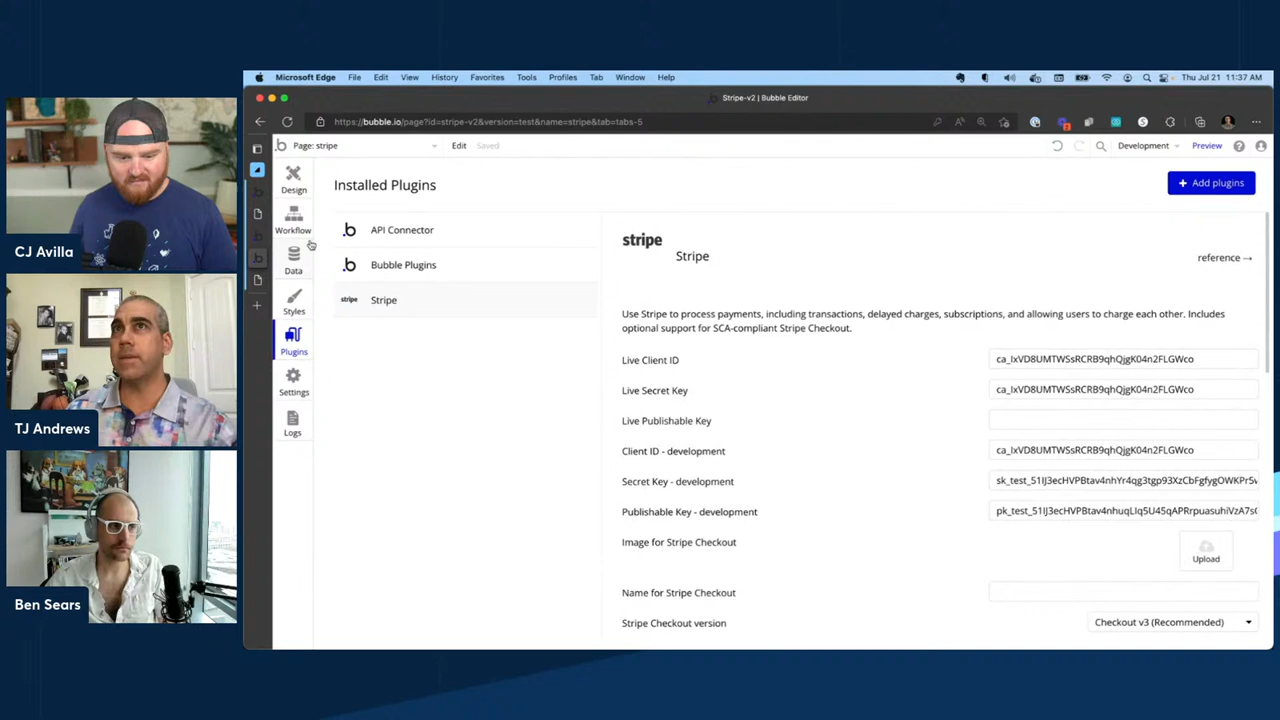 Microsoft Edge File Edit View History Favorites Profiles Tab Window Help Thu Jul 21 11:37 AM
Stripe-v2 | Bubble Editor
https://bubble.io/page?id=stripe-v2&version=test&name=stripe&tab=tabs-5
Page: stripe Edit Saved Development Preview
Design
Workflow
Data
Styles
Plugins
Settings
Logs
Installed Plugins
Add plugins
API Connector
Bubble Plugins
stripe Stripe
stripe
Stripe
reference →
Use Stripe to process payments, including transactions, delayed charges, subscriptions, and allowing users to charge each other. Includes
optional support for SCA-compliant Stripe Checkout.
Live Client ID
Live Secret Key
Live Publishable Key
Client ID - development
Secret Key - development
Publishable Key - development
Image for Stripe Checkout
Upload
Name for Stripe Checkout
Stripe Checkout version Checkout v3 (Recommended)
CJ Avilla
TJ Andrews
Ben Sears